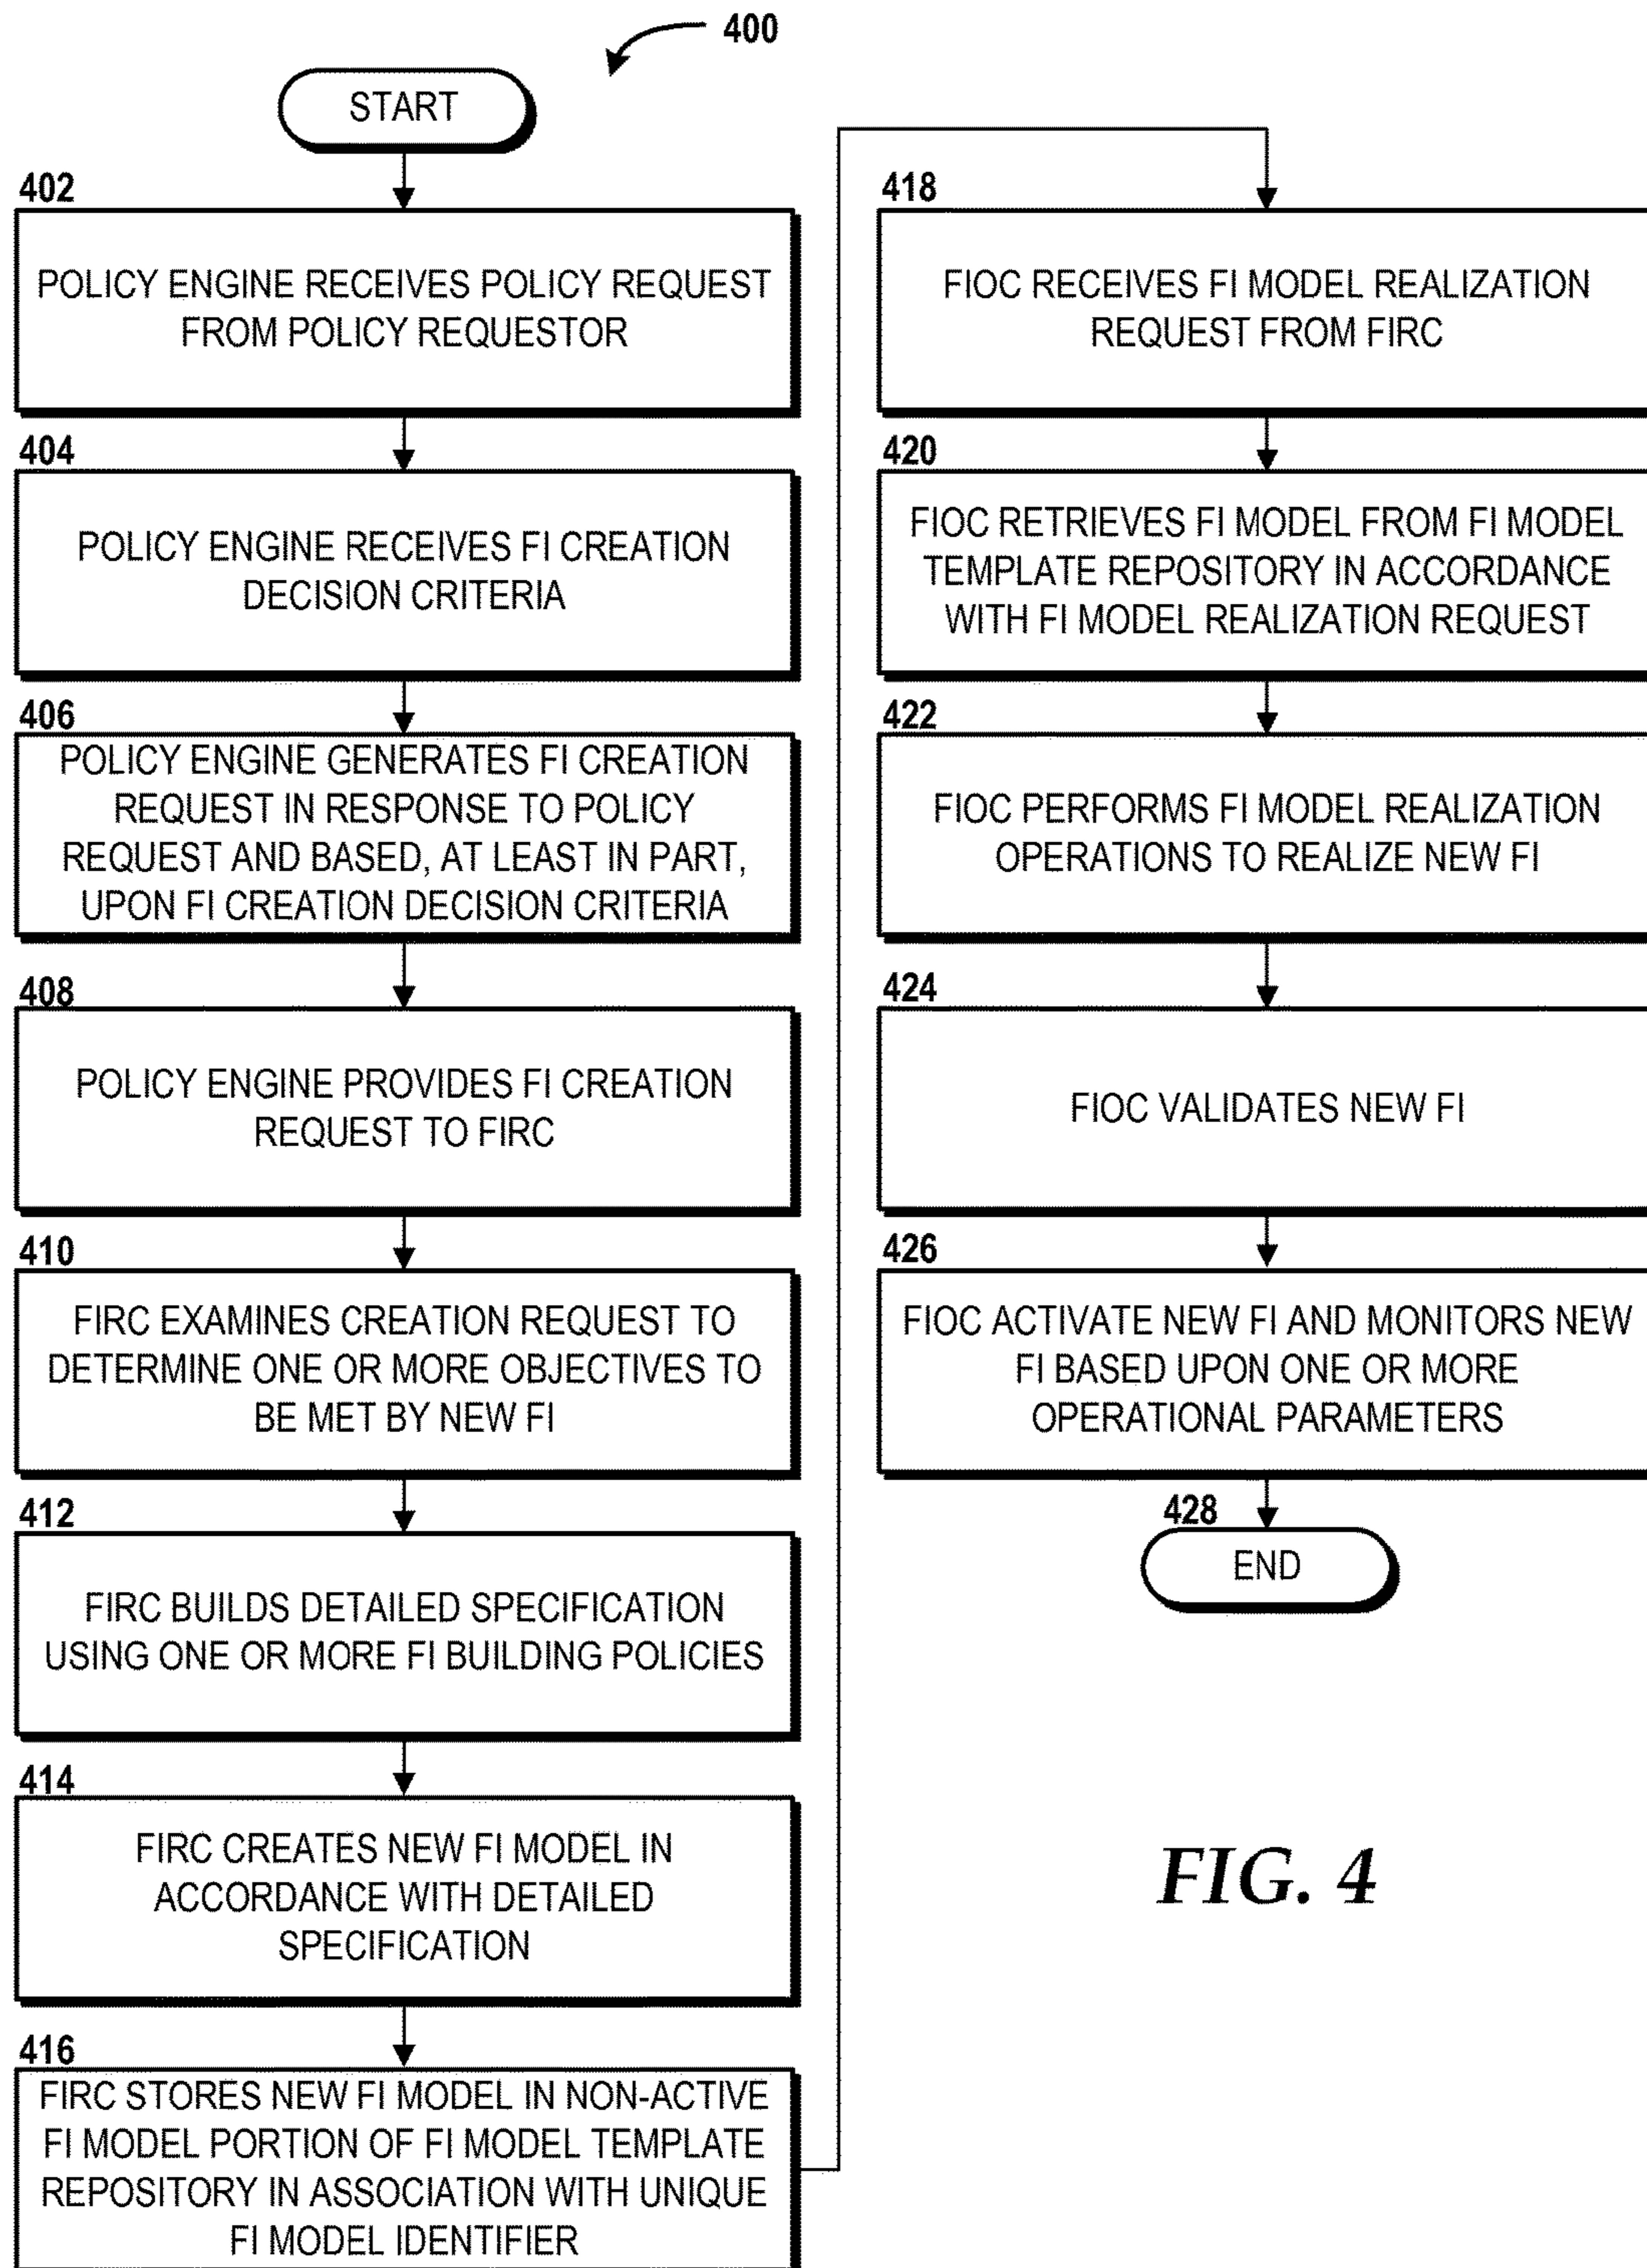 400
START
402
POLICY ENGINE RECEIVES POLICY REQUEST
FROM POLICY REQUESTOR
404
POLICY ENGINE RECEIVES FI CREATION
DECISION CRITERIA
406
POLICY ENGINE GENERATES FI CREATION
REQUEST IN RESPONSE TO POLICY
REQUEST AND BASED, AT LEAST IN PART,
UPON FI CREATION DECISION CRITERIA
408
POLICY ENGINE PROVIDES FI CREATION
REQUEST TO FIRC
410
FIRC EXAMINES CREATION REQUEST TO
DETERMINE ONE OR MORE OBJECTIVES TO
BE MET BY NEW FI
412
FIRC BUILDS DETAILED SPECIFICATION
USING ONE OR MORE FI BUILDING POLICIES
414
FIRC CREATES NEW FI MODEL IN
ACCORDANCE WITH DETAILED
SPECIFICATION
416
FIRC STORES NEW FI MODEL IN NON-ACTIVE
FI MODEL PORTION OF FI MODEL TEMPLATE
REPOSITORY IN ASSOCIATION WITH UNIQUE
FI MODEL IDENTIFIER
418
FIOC RECEIVES FI MODEL REALIZATION
REQUEST FROM FIRC
420
FIOC RETRIEVES FI MODEL FROM FI MODEL
TEMPLATE REPOSITORY IN ACCORDANCE
WITH FI MODEL REALIZATION REQUEST
422
FIOC PERFORMS FI MODEL REALIZATION
OPERATIONS TO REALIZE NEW FI
424
FIOC VALIDATES NEW FI
426
FIOC ACTIVATE NEW FI AND MONITORS NEW
FI BASED UPON ONE OR MORE
OPERATIONAL PARAMETERS
428
END
FIG. 4